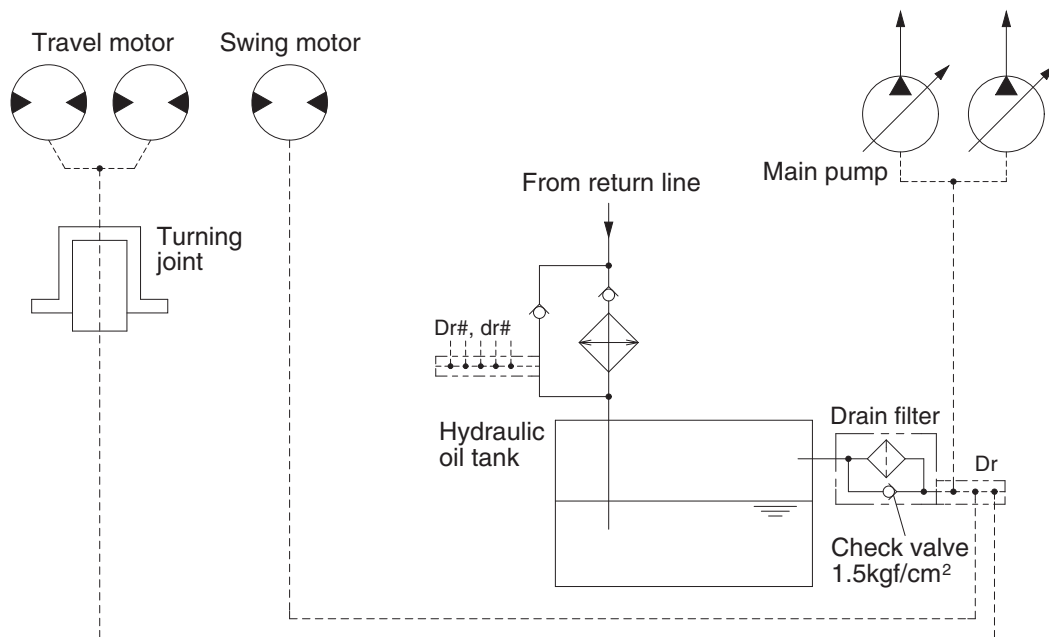 Travel motor
Swing motor
Main pump
From return line
Turning
joint
Dr#, dr#
Hydraulic
oil tank
Drain filter
Dr
Check valve
1.5kgf/cm²